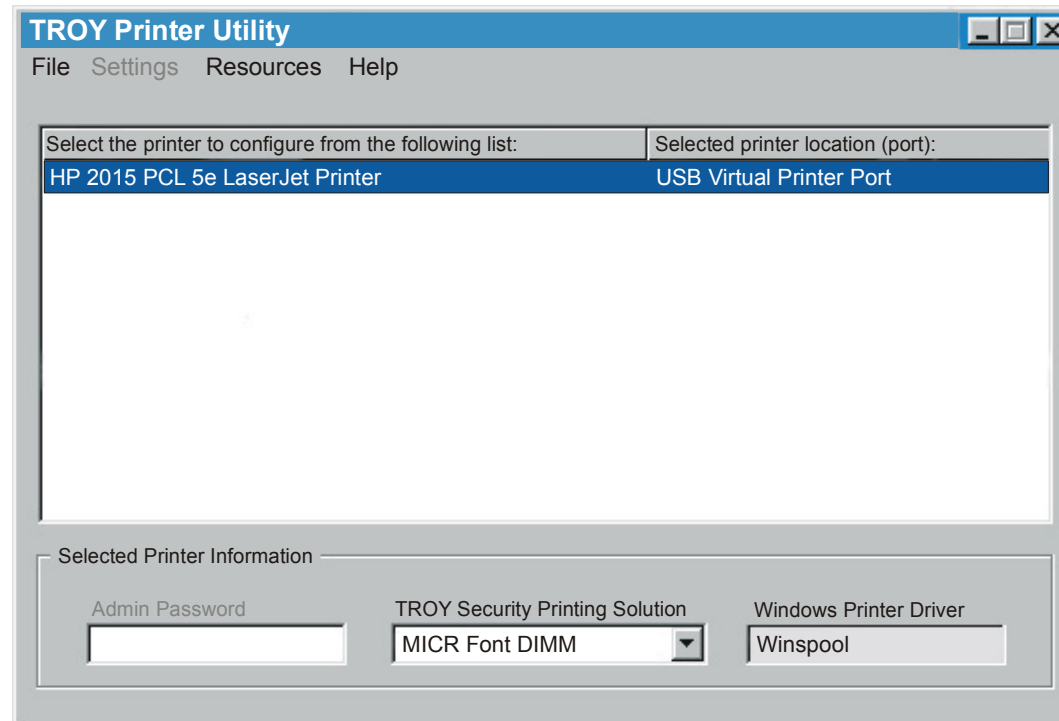 TROY Printer Utility
File Settings Resources Help
Select the printer to configure from the following list: Selected printer location (port):
HP 2015 PCL 5e LaserJet Printer USB Virtual Printer Port
Selected Printer Information
Admin Password TROY Security Printing Solution Windows Printer Driver
MICR Font DIMM Winspool